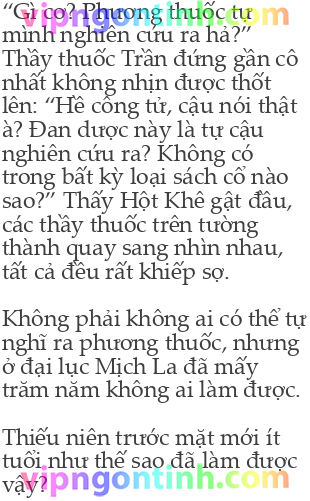 “Gì cơ? Phương thuốc tự
mình nghiên cứu ra hả?”
Thầy thuốc Trần đứng gần cô
nhất không nhịn được thốt
lên: “Hề công tử, cậu nói thật
à? Đan dược này là tự cậu
nghiên cứu ra? Không có
trong bất kỳ loại sách cổ nào
sao?” Thấy Hột Khê gật đầu,
các thầy thuốc trên tường
thành quay sang nhìn nhau,
tất cả đều rất khiếp sợ.

Không phải không ai có thể tự
nghĩ ra phương thuốc, nhưng
ở đại lục Mịch La đã mấy
trăm năm không ai làm được.

Thiếu niên trước mặt mới ít
tuổi như thế sao đã làm được
vậy?
vipngontinh.com
vipngontinh.com